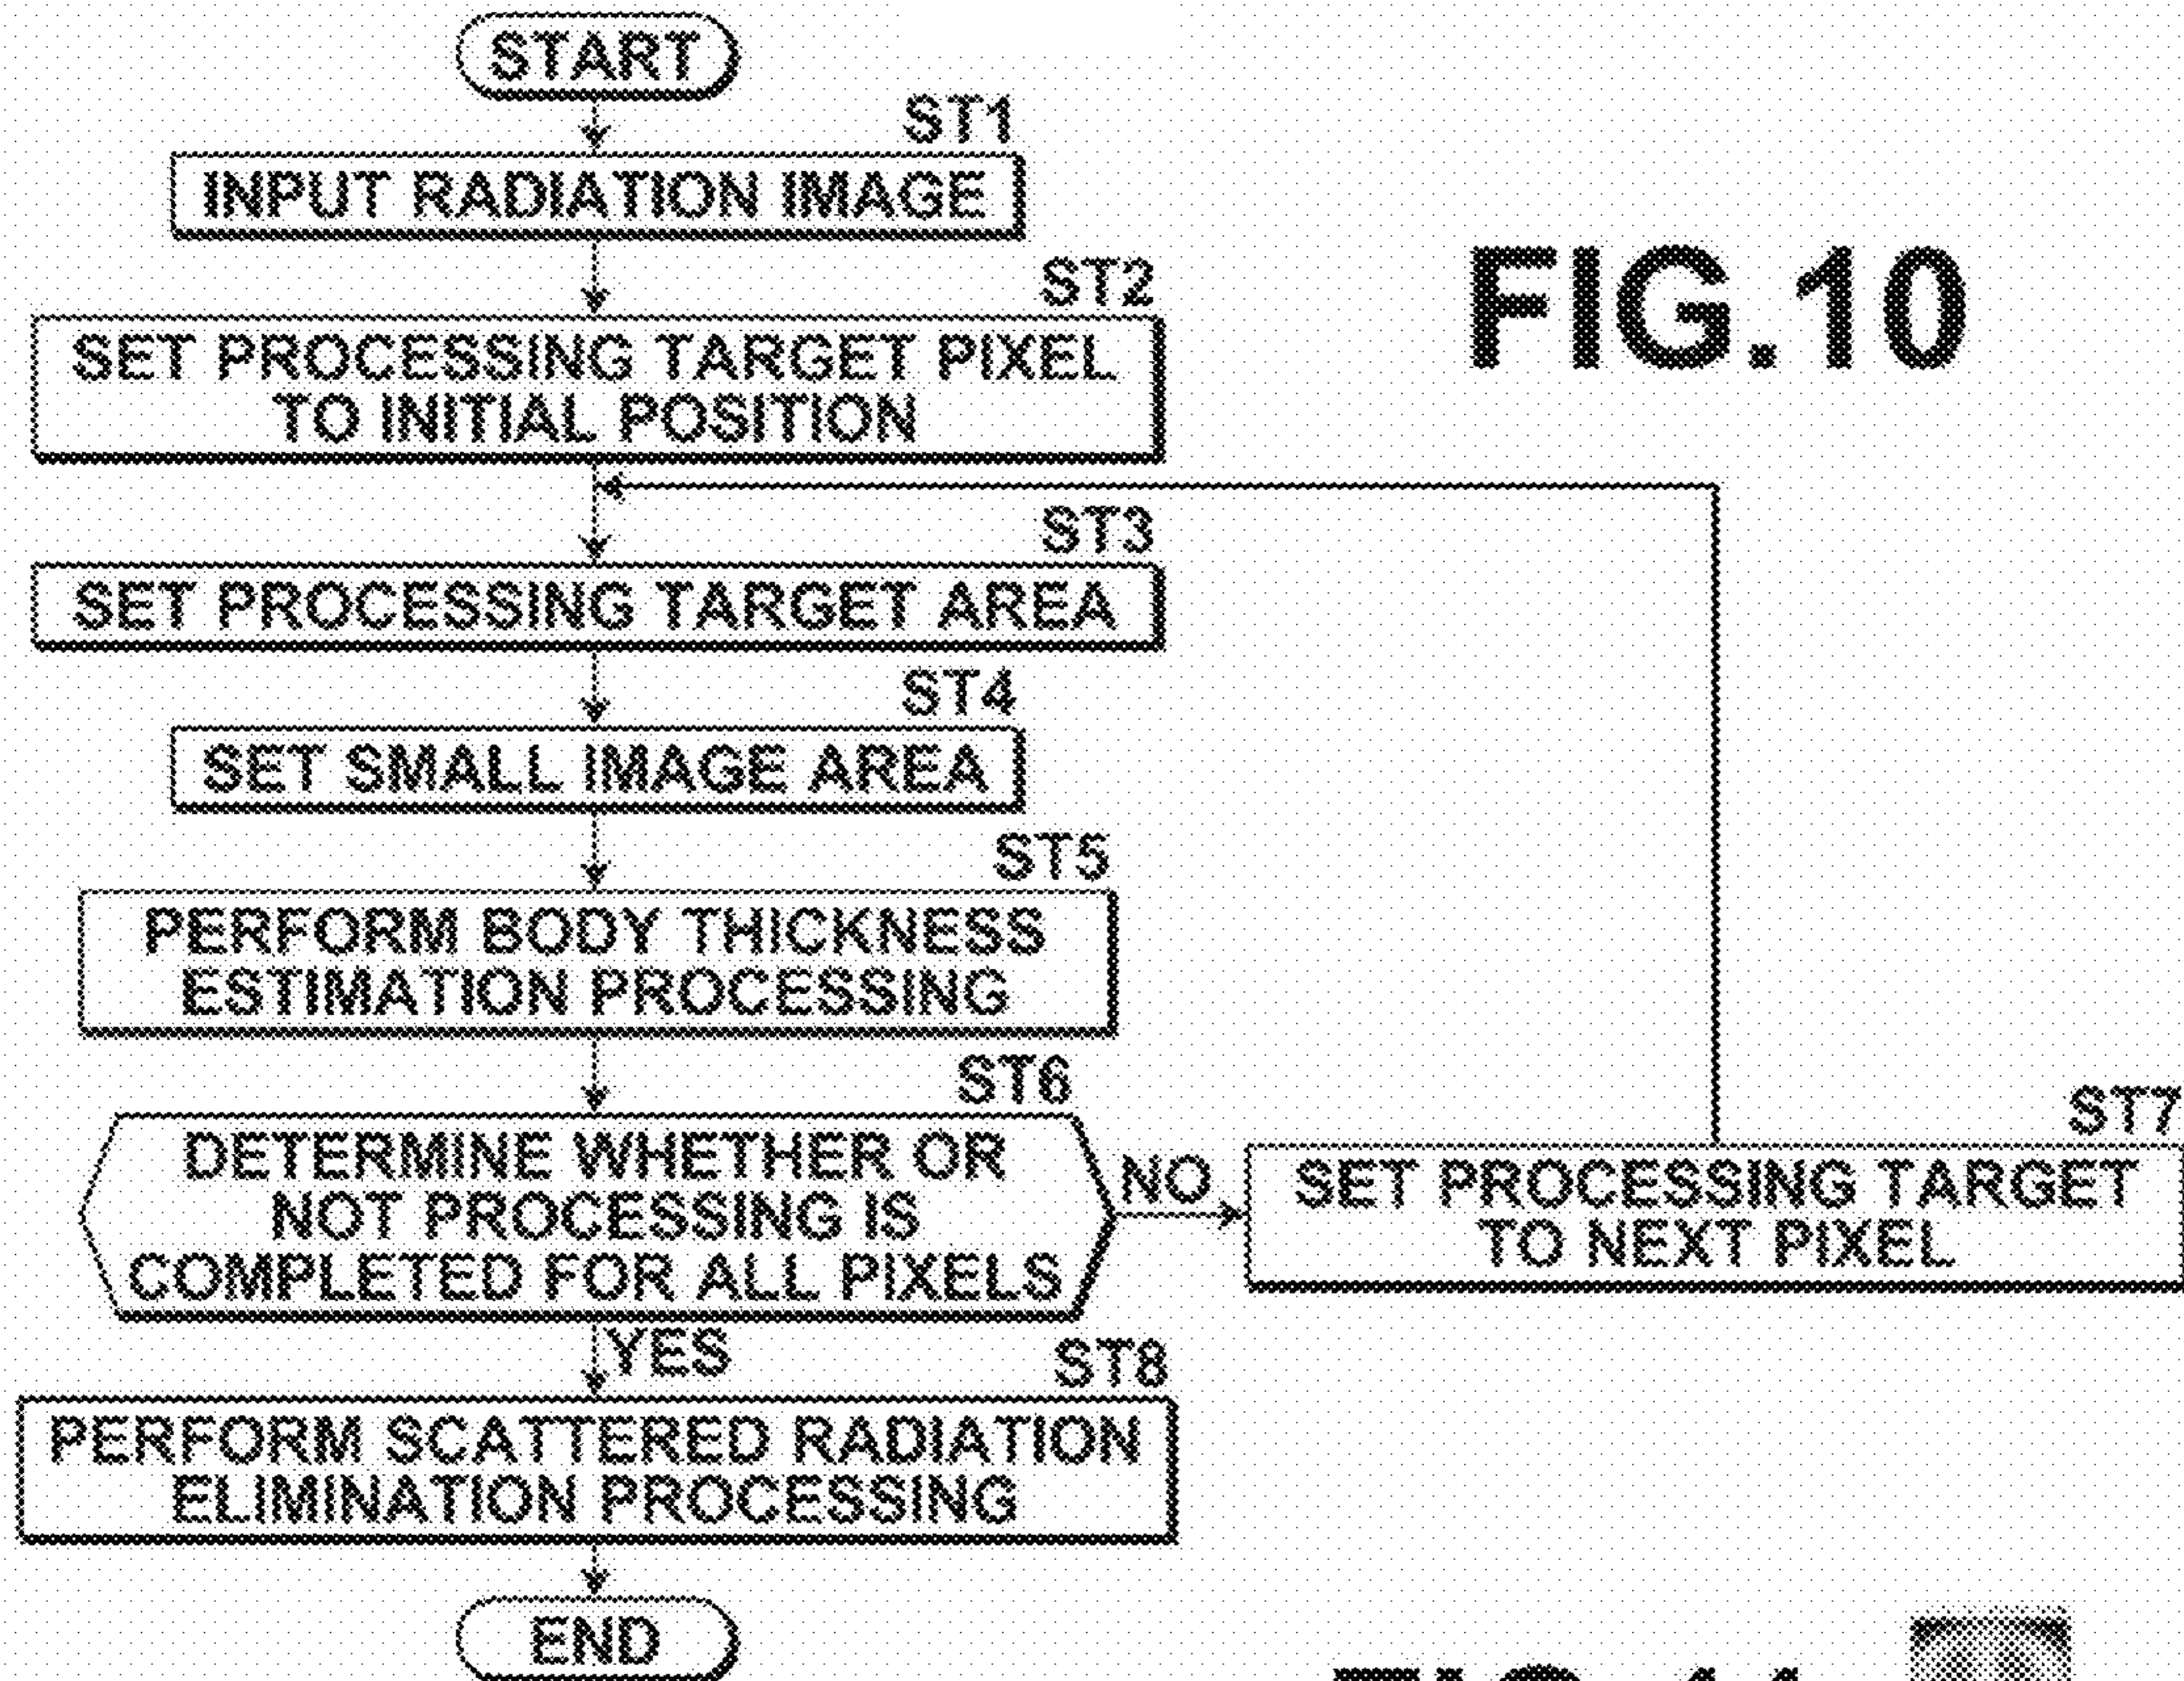 START
ST1
INPUT RADIATION IMAGE
ST2
SET PROCESSING TARGET PIXEL
TO INITIAL POSITION
FIG.10
ST3
SET PROCESSING TARGET AREA
ST4
SET SMALL IMAGE AREA
ST5
PERFORM BODY THICKNESS
ESTIMATION PROCESSING
ST6
DETERMINE WHETHER OR
NOT PROCESSING IS
COMPLETED FOR ALL PIXELS
NO
ST7
SET PROCESSING TARGET
TO NEXT PIXEL
YES
ST8
PERFORM SCATTERED RADIATION
ELIMINATION PROCESSING
END